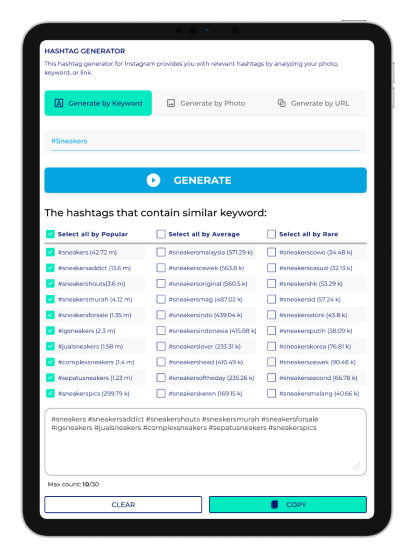 HASHTAG GENERATOR
This hashtag generator for Instagram provides you with relevant hashtags by analyzing your photo,
keyword, or link.
Generate by Keyword Generate by Photo Generate by URL
#Sneakers
GENERATE
The hashtags that contain similar keyword:
Select all by Popular Select all by Average Select all by Rare
#sneakers (42.72 m) #sneakersmalaysia (571.29 k) #sneakerscowo (34.48 k)
#sneakersaddict (13.6 m) #sneakerscewek (563.8 k) #sneakerscasual (32.13 k)
#sneakershouts(3.6 m) #sneakersoriginal (560.5 k) #sneakershk (53.29 k)
#sneakersmurah (4.12 m) #sneakersmag (487.02 k) #sneakersid (57.24 k)
#sneakersforsale (1.35 m) #sneakersindo (439.04 k) #sneakersstore (43.8 k)
#igsneakers (2.3 m) #sneakersindonesia (415.88 k) #sneakersputih (38.09 k)
#jualsneakers (1.58 m) #sneakerslover (233.31 k) #sneakerskorea (76,81 k)
#complexsneakers (1.4 m) #sneakershead (410.49 k) #sneakerscewek (90.48 k)
#sepatusneakers (1.23 m) #sneakersoftheday (235.26 k) #sneakerssecond (66.78 k)
#sneakerspics (299.79 k) #sneakerskeren (169.15 k) #sneakersmalang (40.66 k)
#sneakers #sneakersaddict #sneakershouts #sneakersmurah #sneakersforsale
#igsneakers #jualsneakers #complexsneakers #sepatusneakers #sneakerspics
Max count: 10/30
CLEAR COPY